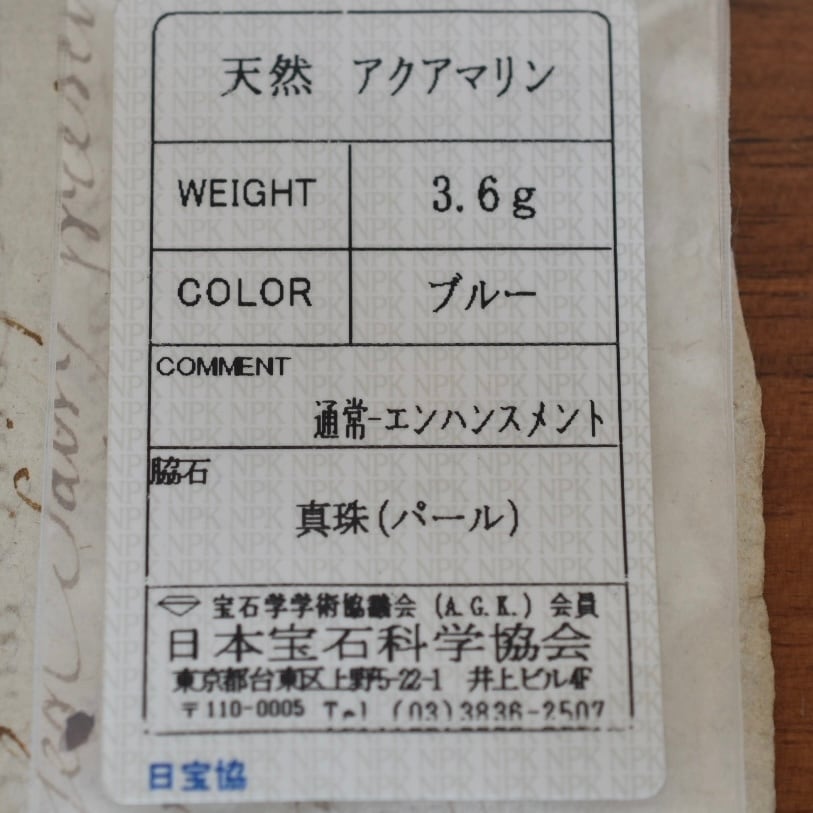 天然 アクアマリン
WEIGHT 3.6g
COLOR ブルー
COMMENT
通常-エンハンスメント
脇石
真珠(パール)
宝石学学術協議会 (A.G.K.) 会員
日本宝石科学協会
東京都台東区上野5-22-1 井上ビル4F
〒110-0005 Tel (03)3836-2507
日宝協